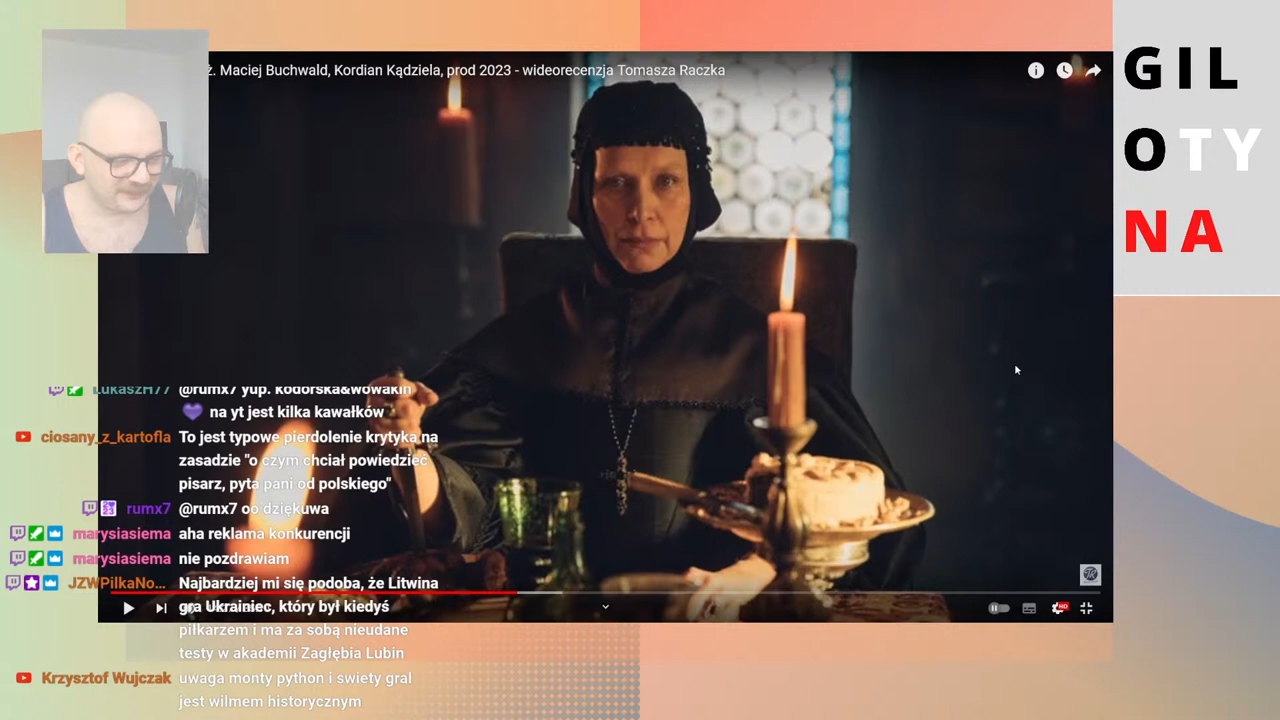 ż. Maciej Buchwald, Kordian Kądziela, prod 2023 - wideorecenzja Tomasza Raczka
GIL
OTY
NA
ŁukaszH77 @rumx7 yup. kodorska&wowakin
na yt jest kilka kawałków
ciosany_z_kartofla To jest typowe pierdolenie krytyka na
zasadzie "o czym chciał powiedzieć
pisarz, pyta pani od polskiego"
rumx7 @rumx7 oo dziękuwa
marysiasiema aha reklama konkurencji
marysiasiema nie pozdrawiam
JZWPilkaNo... Najbardziej mi się podoba, że Litwina
gra Ukrainiec, który był kiedyś
piłkarzem i ma za sobą nieudane
testy w akademii Zagłębia Lubin
Krzysztof Wujczak uwaga monty python i swiety gral
jest wilmem historycznym
HD